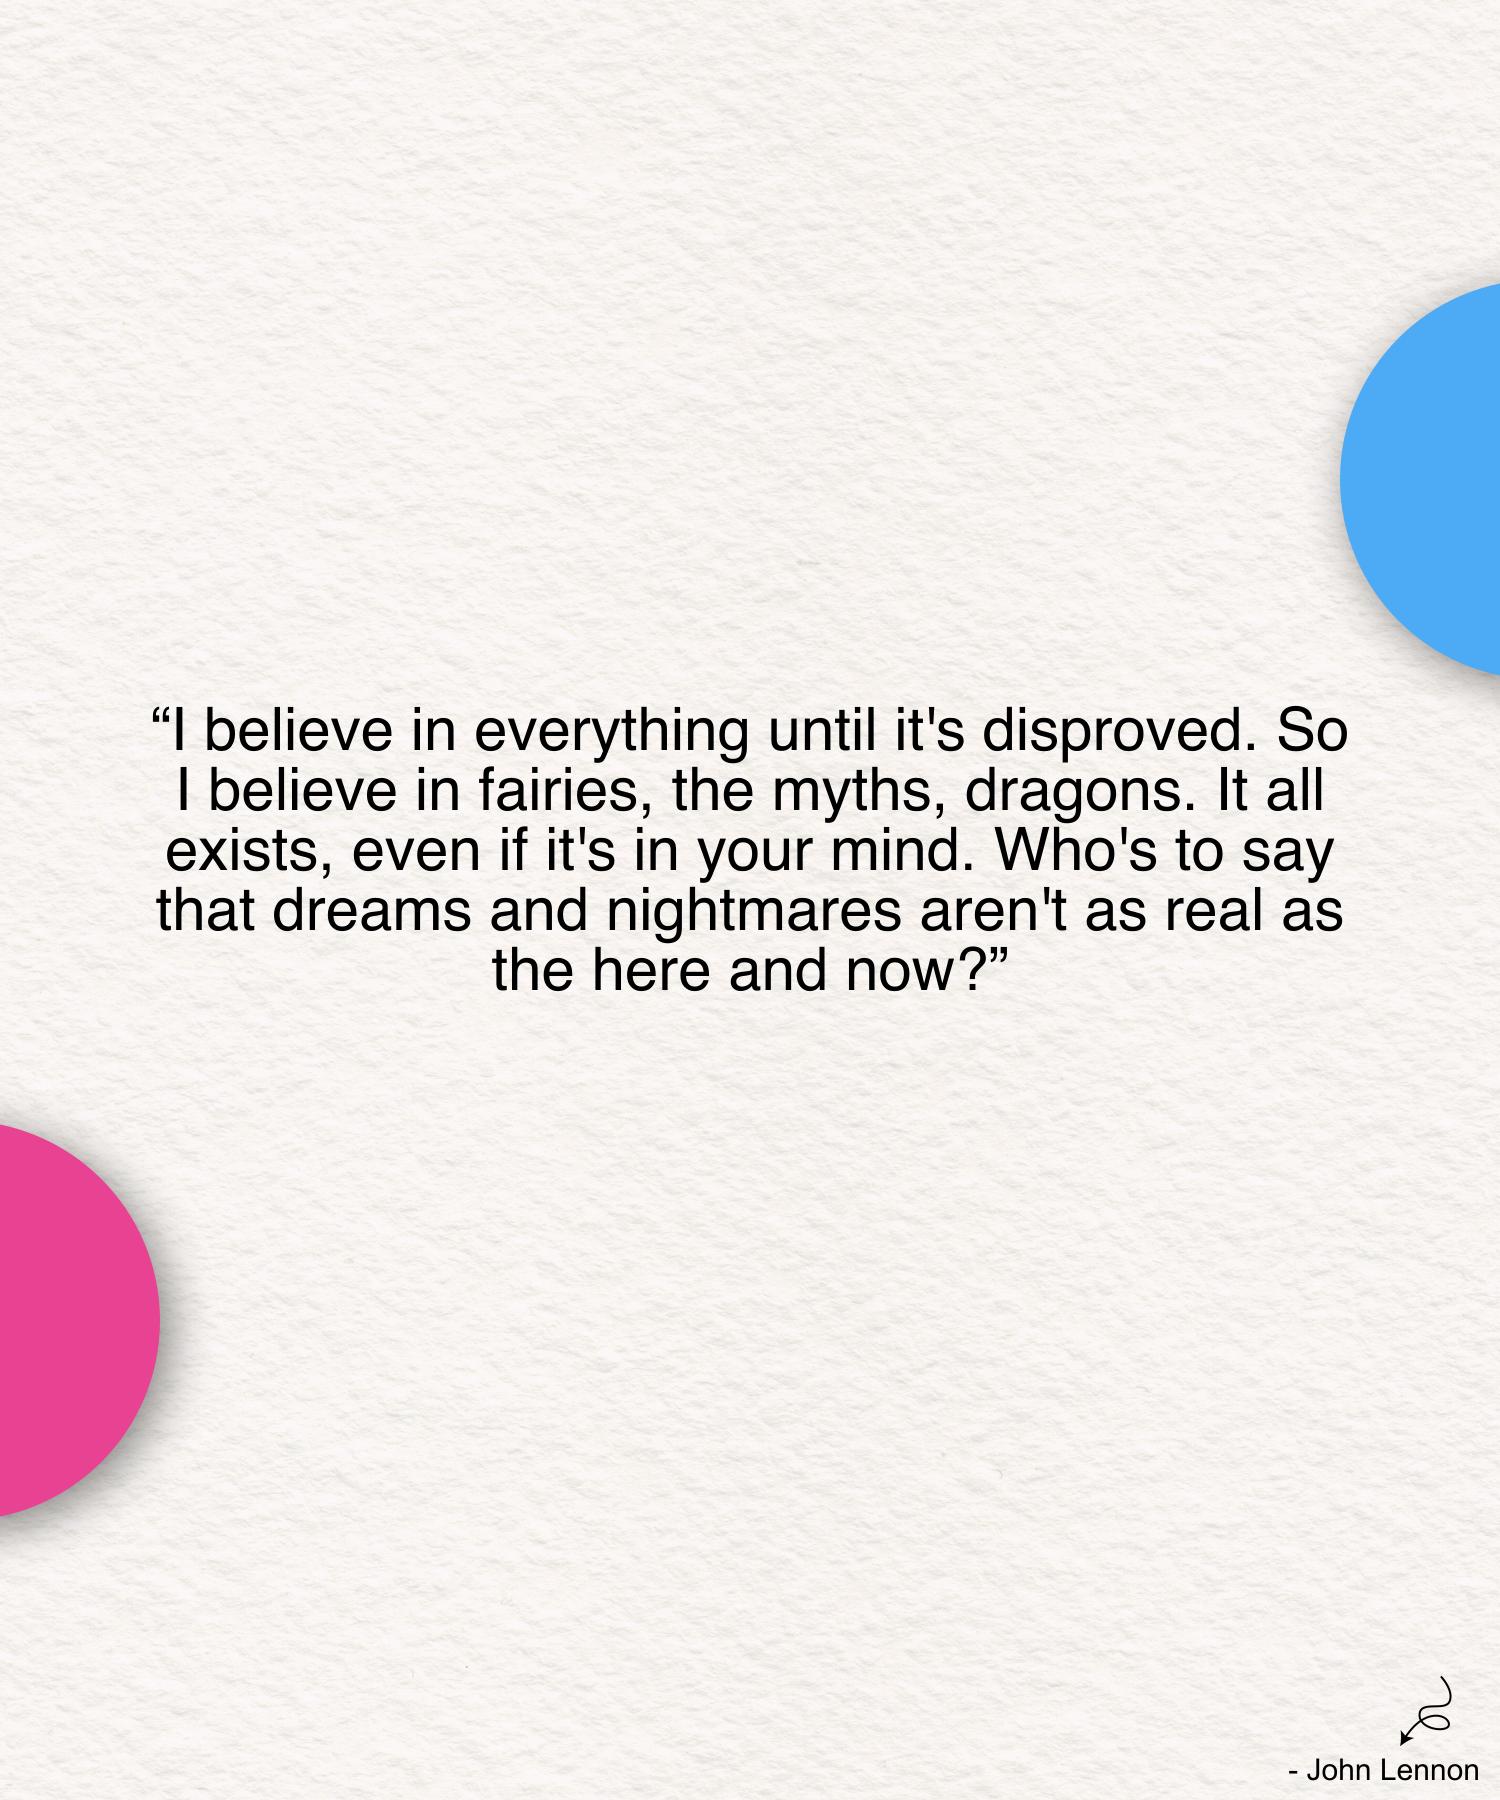 “I believe in everything until it's disproved. So
I believe in fairies, the myths, dragons. It all
exists, even if it's in your mind. Who's to say
that dreams and nightmares aren't as real as
the here and now?”
- John Lennon